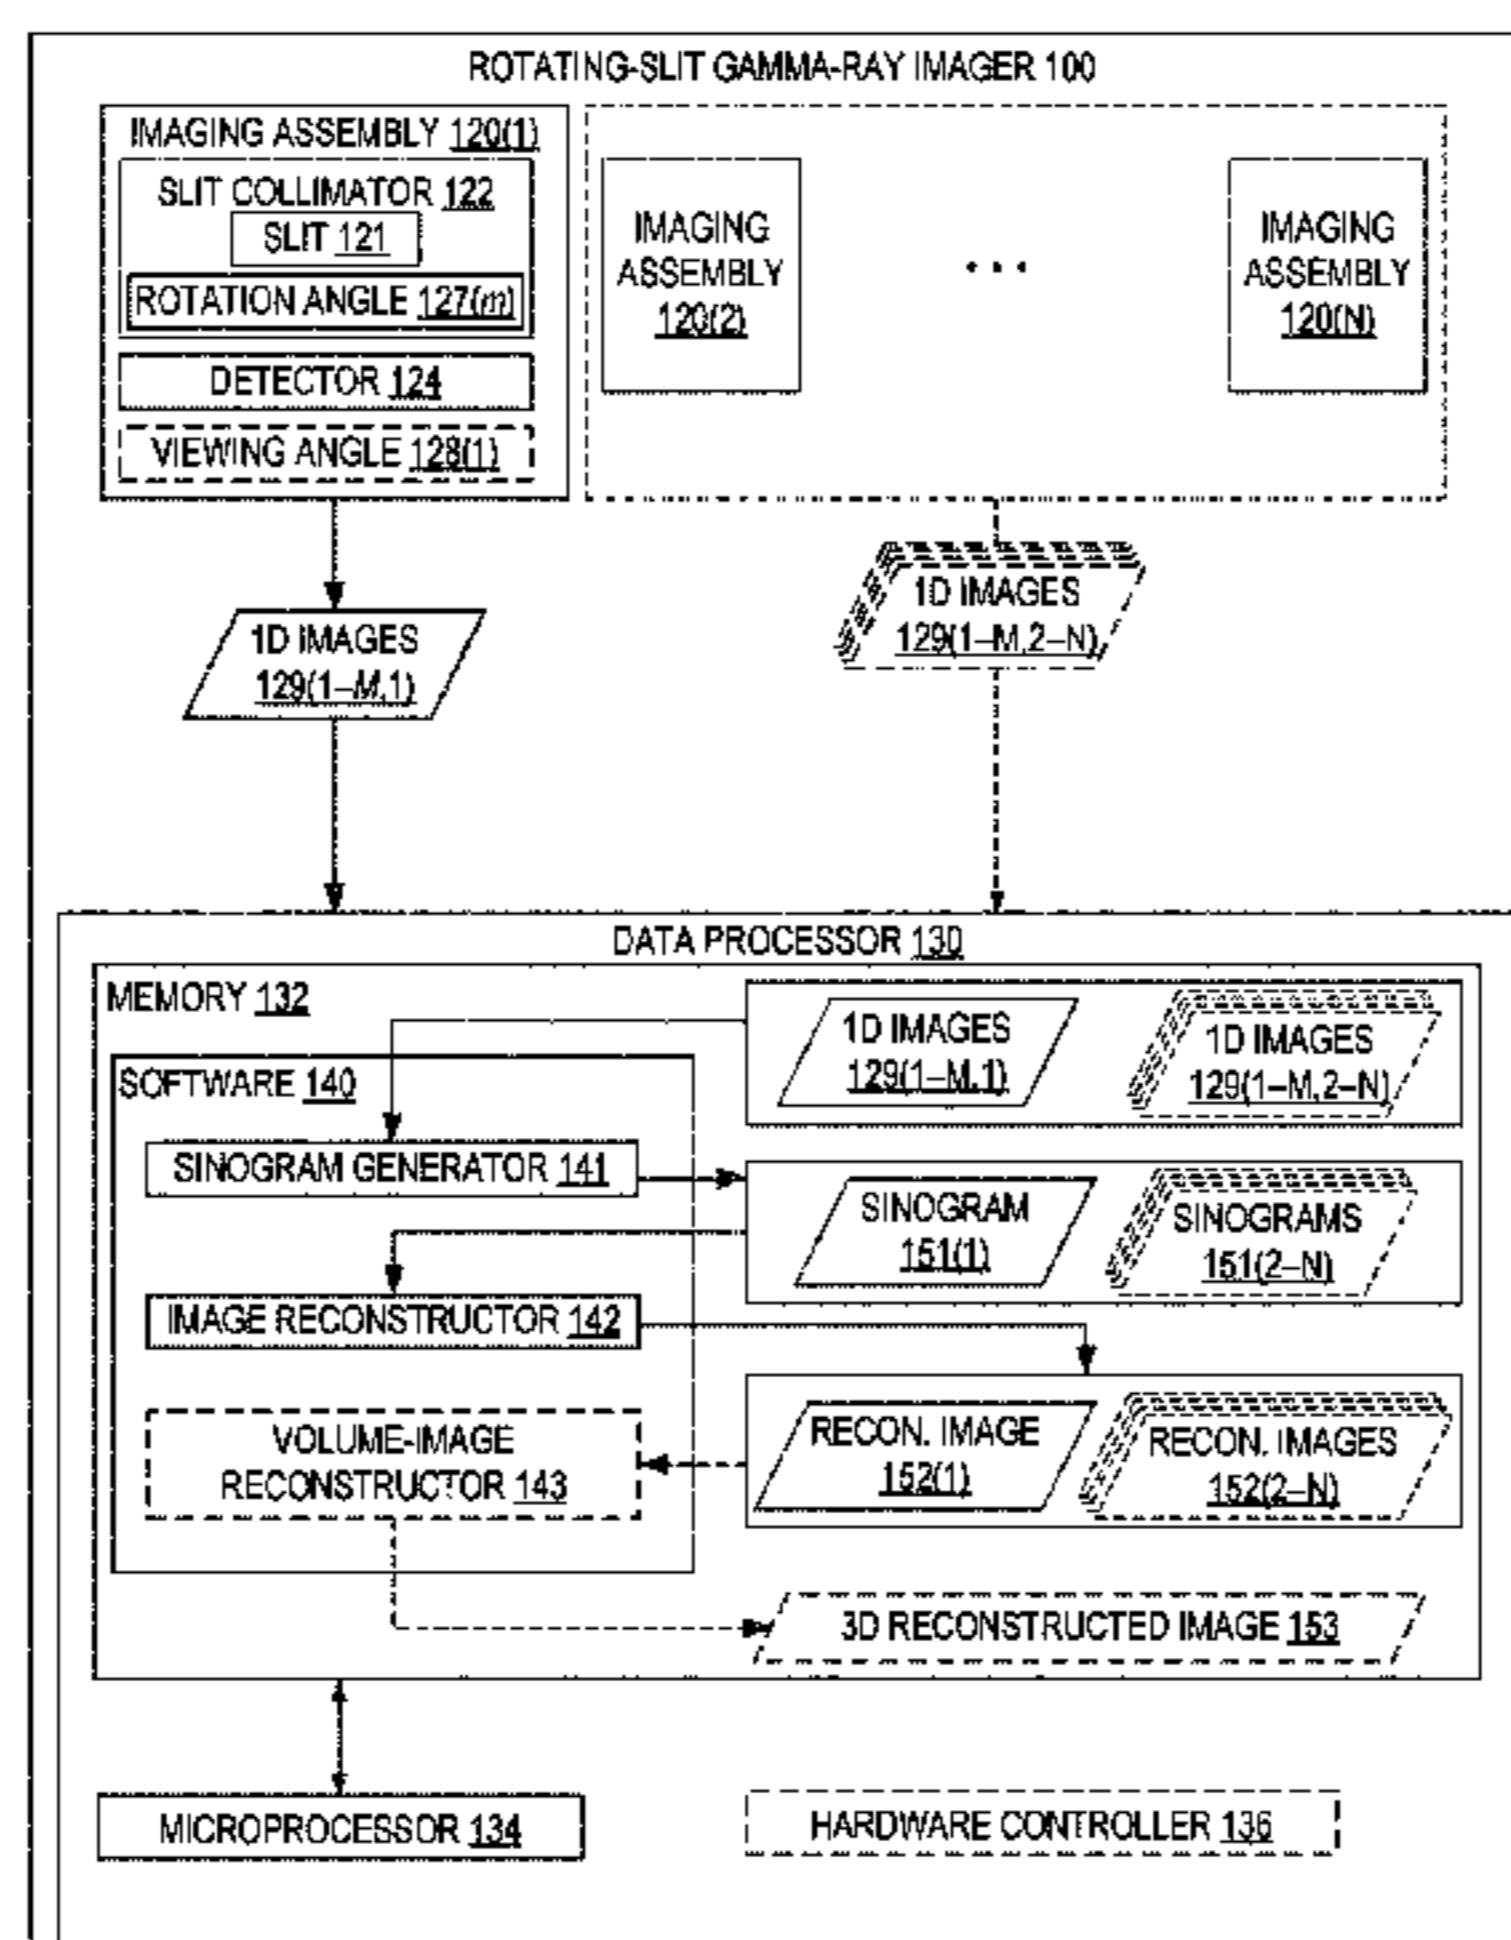 ROTATING-SLIT GAMMA-RAY IMAGER 100
IMAGING ASSEMBLY 120(1)
SLIT COLLIMATOR 122
SLIT 121
ROTATION ANGLE 127(m)
DETECTOR 124
VIEWING ANGLE 128(1)
IMAGING
ASSEMBLY
120(2)
...
IMAGING
ASSEMBLY
120(N)
1D IMAGES
129(1–M,1)
1D IMAGES
129(1–M,2–N)
DATA PROCESSOR 130
MEMORY 132
1D IMAGES
129(1–M,1)
1D IMAGES
129(1–M,2–N)
SOFTWARE 140
SINOGRAM GENERATOR 141
SINOGRAM
151(1)
SINOGRAMS
151(2–N)
IMAGE RECONSTRUCTOR 142
RECON. IMAGE
152(1)
RECON. IMAGES
152(2–N)
VOLUME-IMAGE
RECONSTRUCTOR 143
3D RECONSTRUCTED IMAGE 153
MICROPROCESSOR 134
HARDWARE CONTROLLER 136